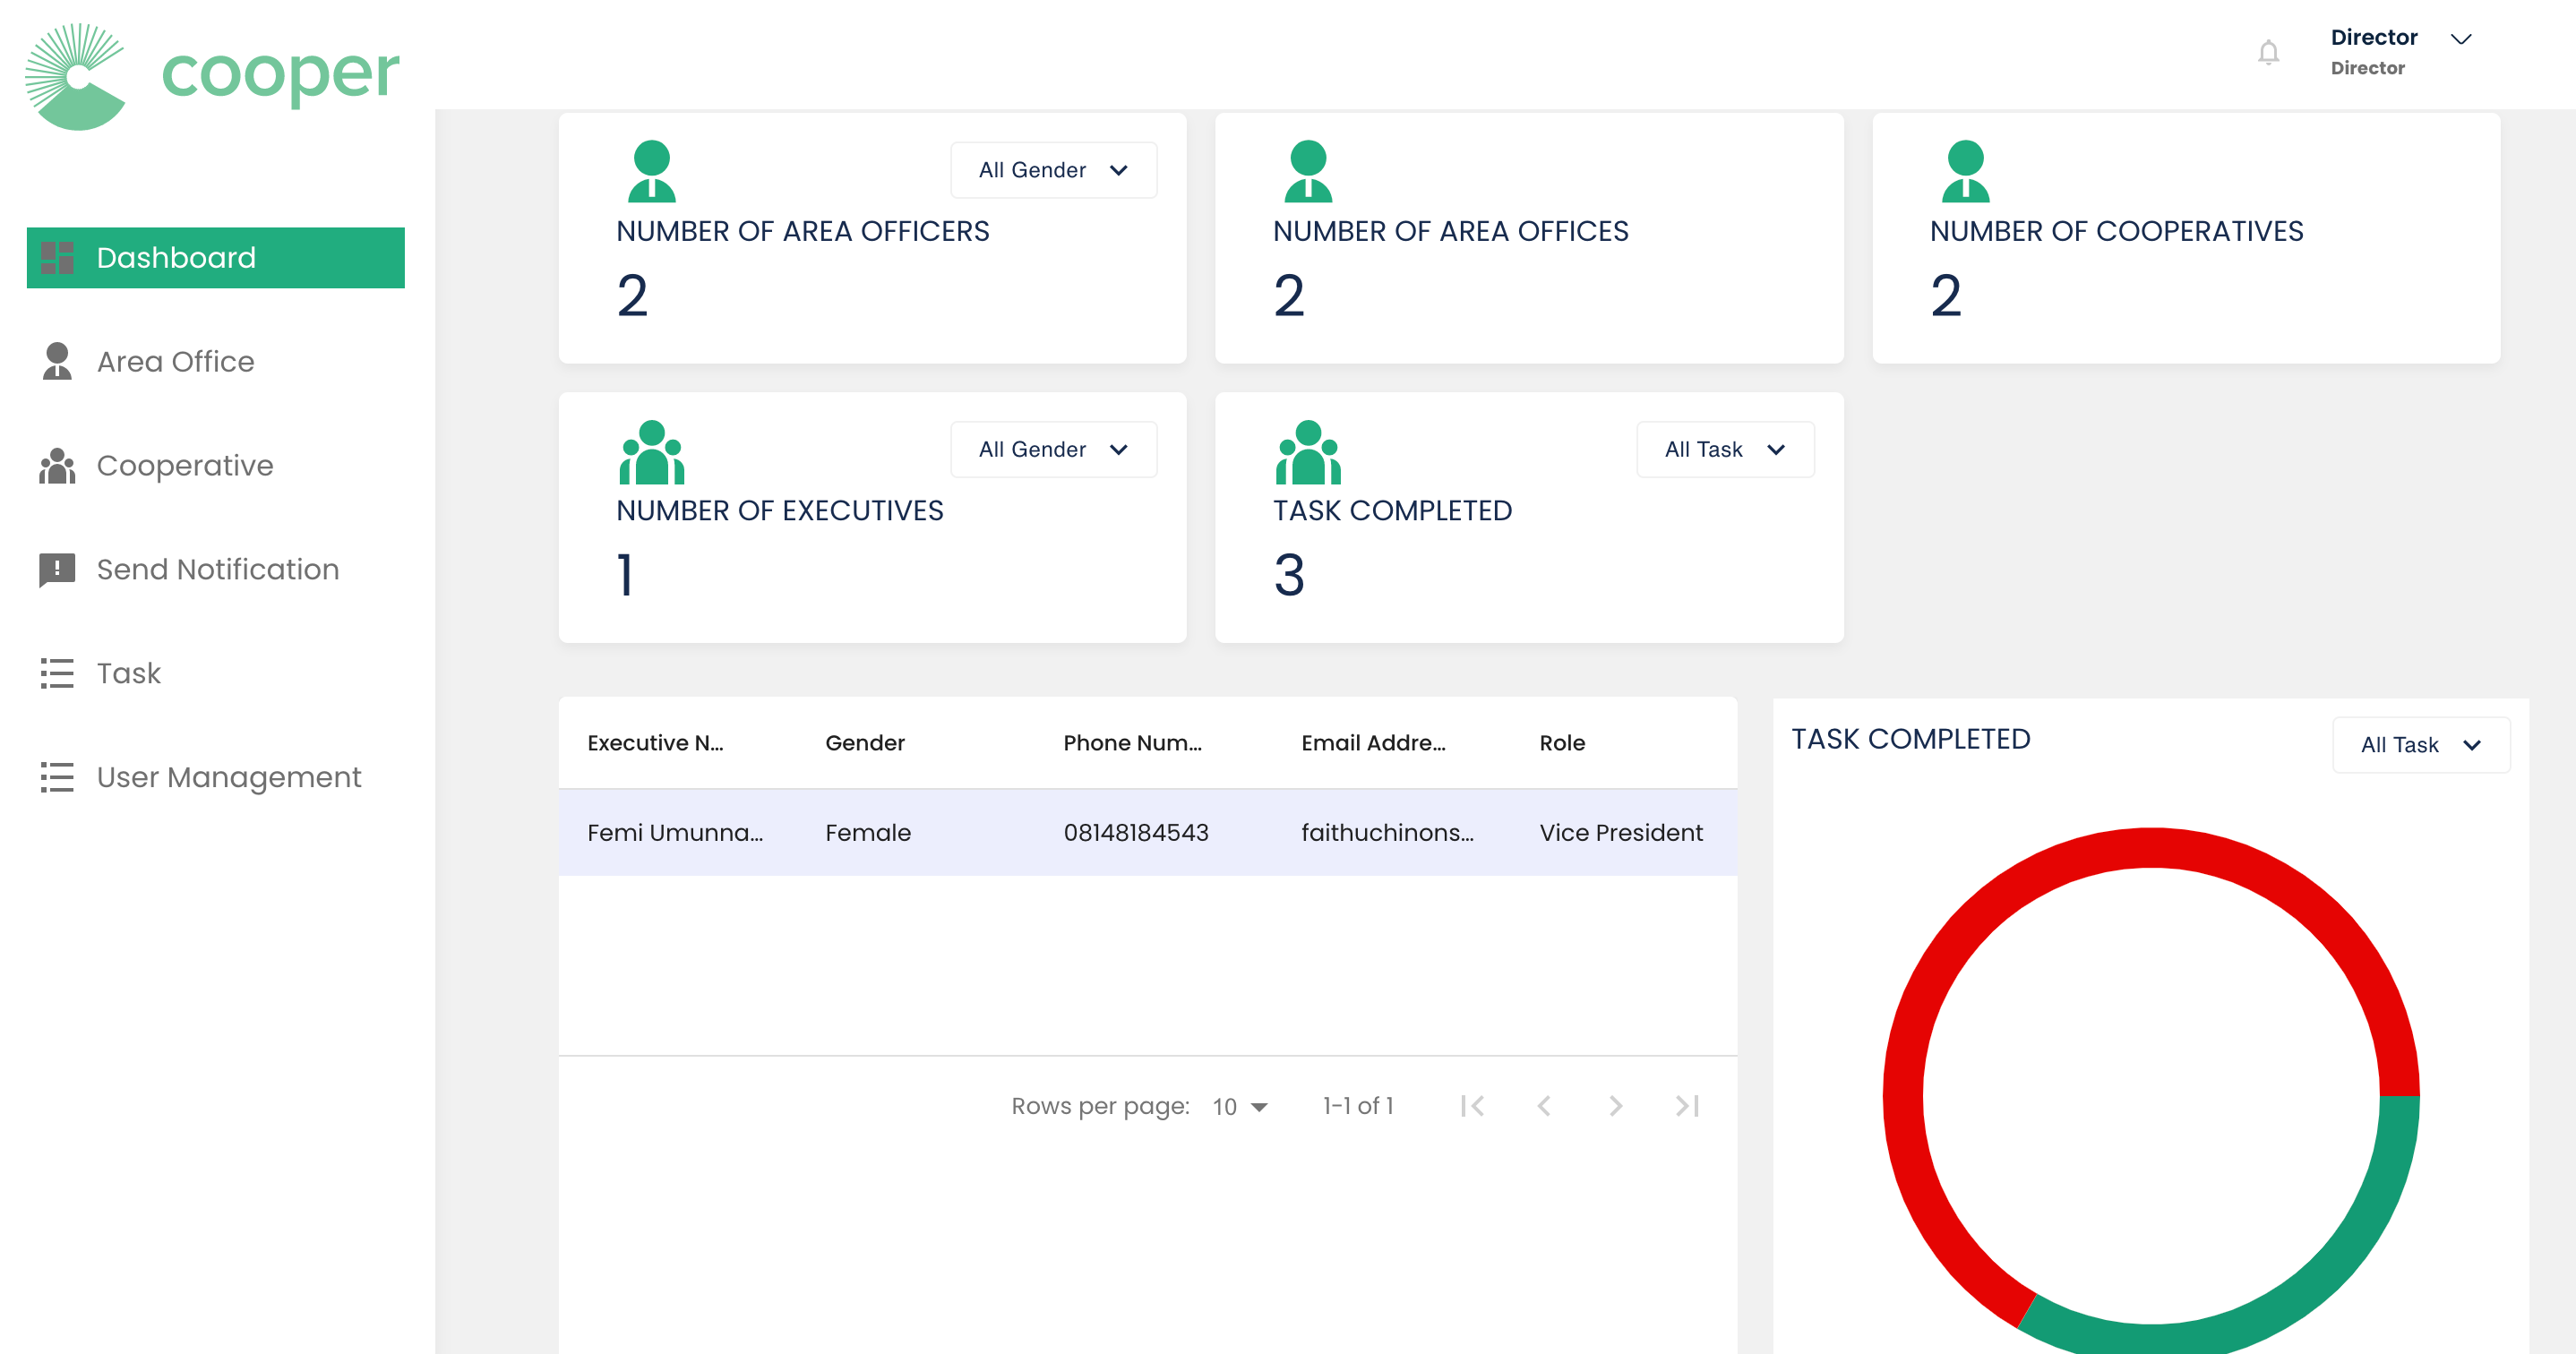 cooper
Director
Director
Dashboard
Area Office
Cooperative
Send Notification
Task
User Management
All Gender
NUMBER OF AREA OFFICERS
2
NUMBER OF AREA OFFICES
2
NUMBER OF COOPERATIVES
2
All Gender
NUMBER OF EXECUTIVES
1
All Task
TASK COMPLETED
3
Executive N... Gender Phone Num... Email Addre... Role
Femi Umunna... Female 08148184543 faithuchinons... Vice President
Rows per page: 10 1-1 of 1
TASK COMPLETED
All Task